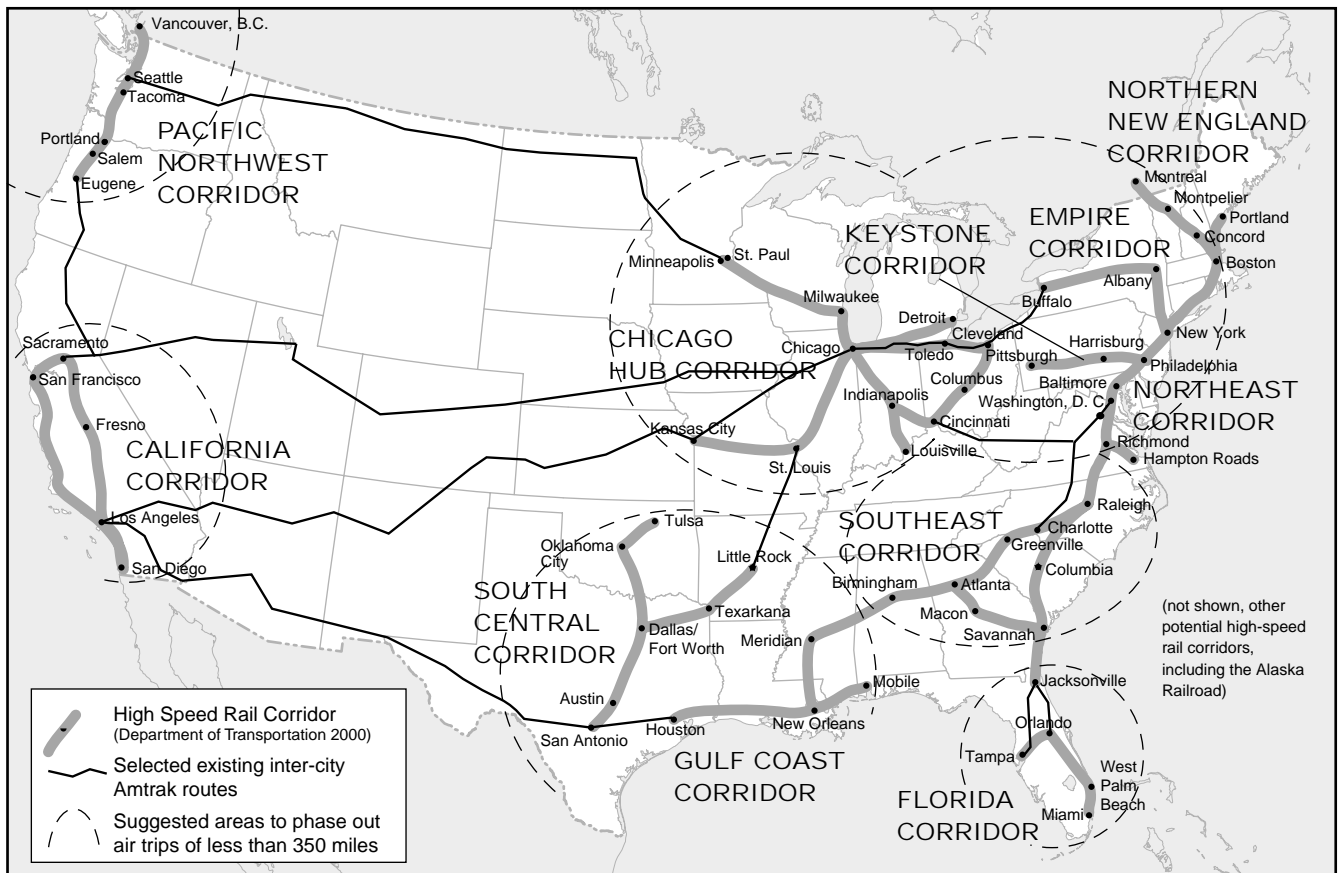 Vancouver, B.C.
Seattle
Tacoma
Portland
Salem
Eugene
PACIFIC
NORTHWEST
CORRIDOR
NORTHERN
NEW ENGLAND
CORRIDOR
Montreal
Montpelier
Portland
Concord
Boston
EMPIRE
CORRIDOR
Albany
Buffalo
New York
KEYSTONE
CORRIDOR
Minneapolis
St. Paul
Milwaukee
Detroit
Cleveland
Chicago
Toledo
Pittsburgh
Harrisburg
Philadelphia
CHICAGO
HUB CORRIDOR
Columbus
Indianapolis
Cincinnati
Louisville
Kansas City
St. Louis
Baltimore
Washington, D. C.
NORTHEAST
CORRIDOR
Richmond
Hampton Roads
Sacramento
San Francisco
Fresno
CALIFORNIA
CORRIDOR
Los Angeles
San Diego
Tulsa
Oklahoma
City
Little Rock
SOUTH
CENTRAL
CORRIDOR
Texarkana
Dallas/
Fort Worth
Austin
San Antonio
Houston
SOUTHEAST
CORRIDOR
Raleigh
Charlotte
Greenville
Columbia
Birmingham
Atlanta
Macon
Savannah
Meridian
Mobile
New Orleans
GULF COAST
CORRIDOR
(not shown, other
potential high-speed
rail corridors,
including the Alaska
Railroad)
Jacksonville
Orlando
Tampa
West
Palm
Beach
Miami
FLORIDA
CORRIDOR
High Speed Rail Corridor
(Department of Transportation 2000)
Selected existing inter-city
Amtrak routes
Suggested areas to phase out
air trips of less than 350 miles